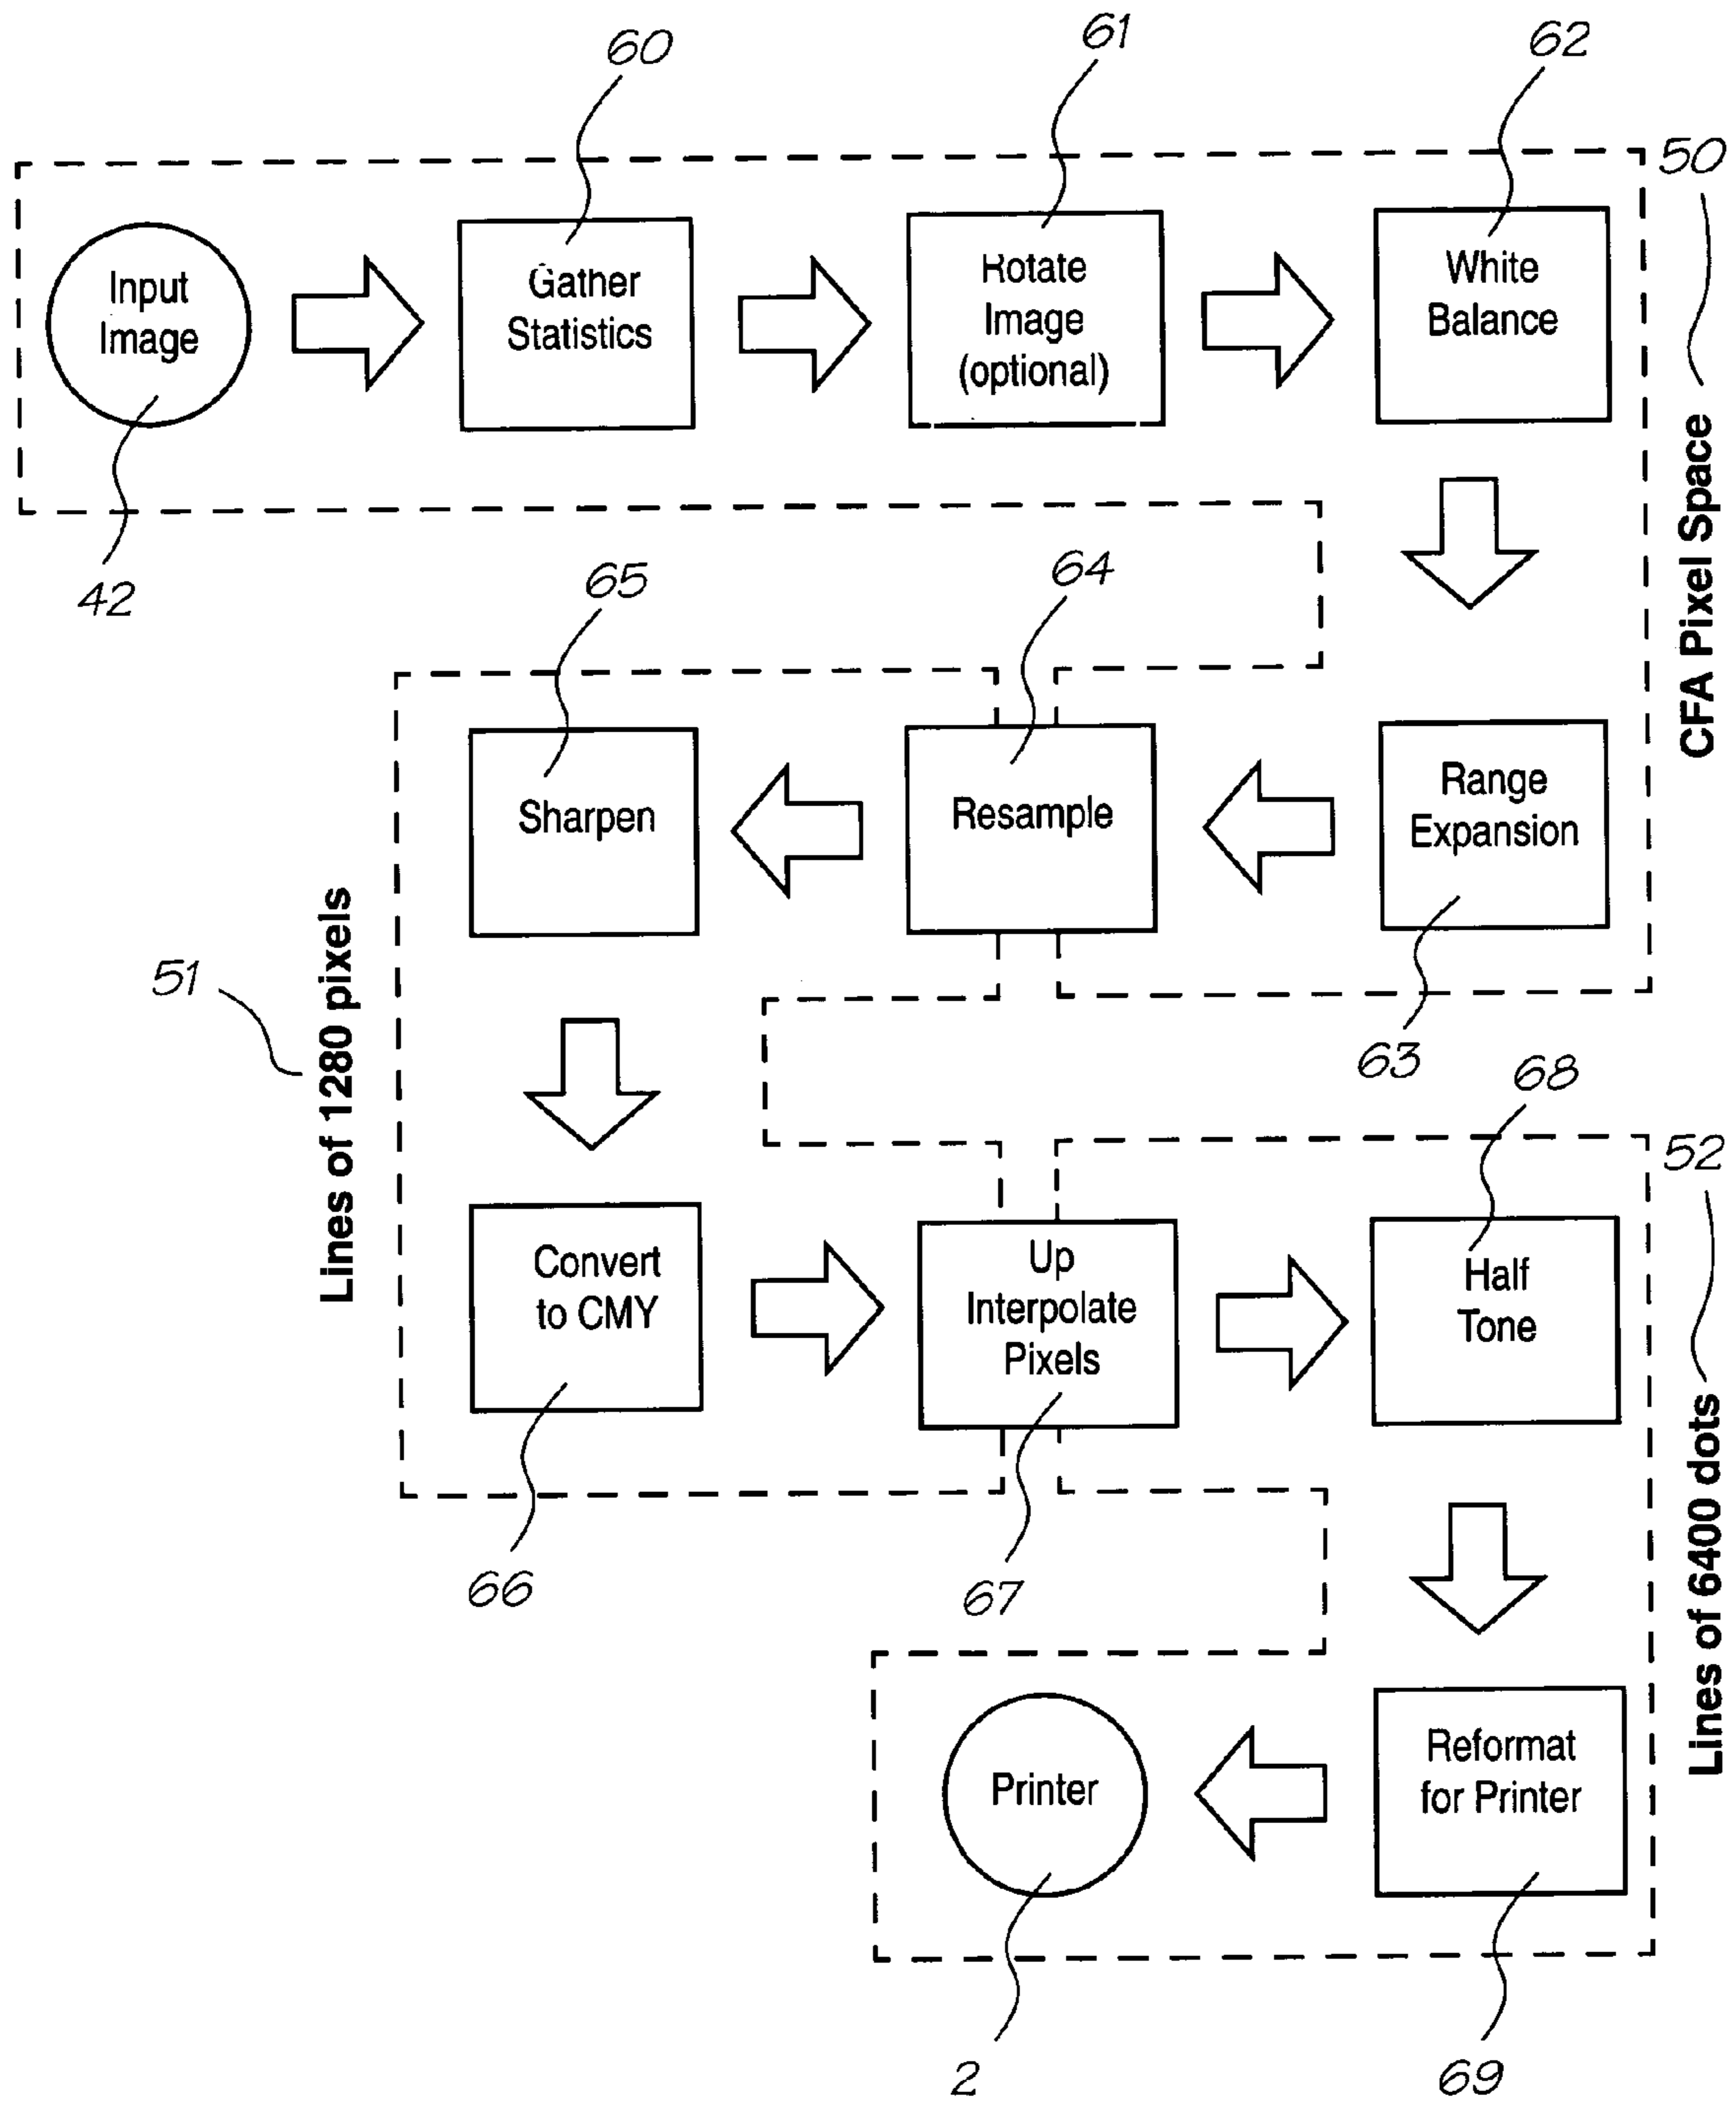 60
61
62
50
Input
Image
Gather
Statistics
Rotate
Image
(optional)
White
Balance
CFA Pixel Space
42
65
64
Sharpen
Resample
Range
Expansion
51
Lines of 1280 pixels
63
68
52
Convert
to CMY
Up
Interpolate
Pixels
Half
Tone
Lines of 6400 dots
66
67
Printer
Reformat
for Printer
2
69